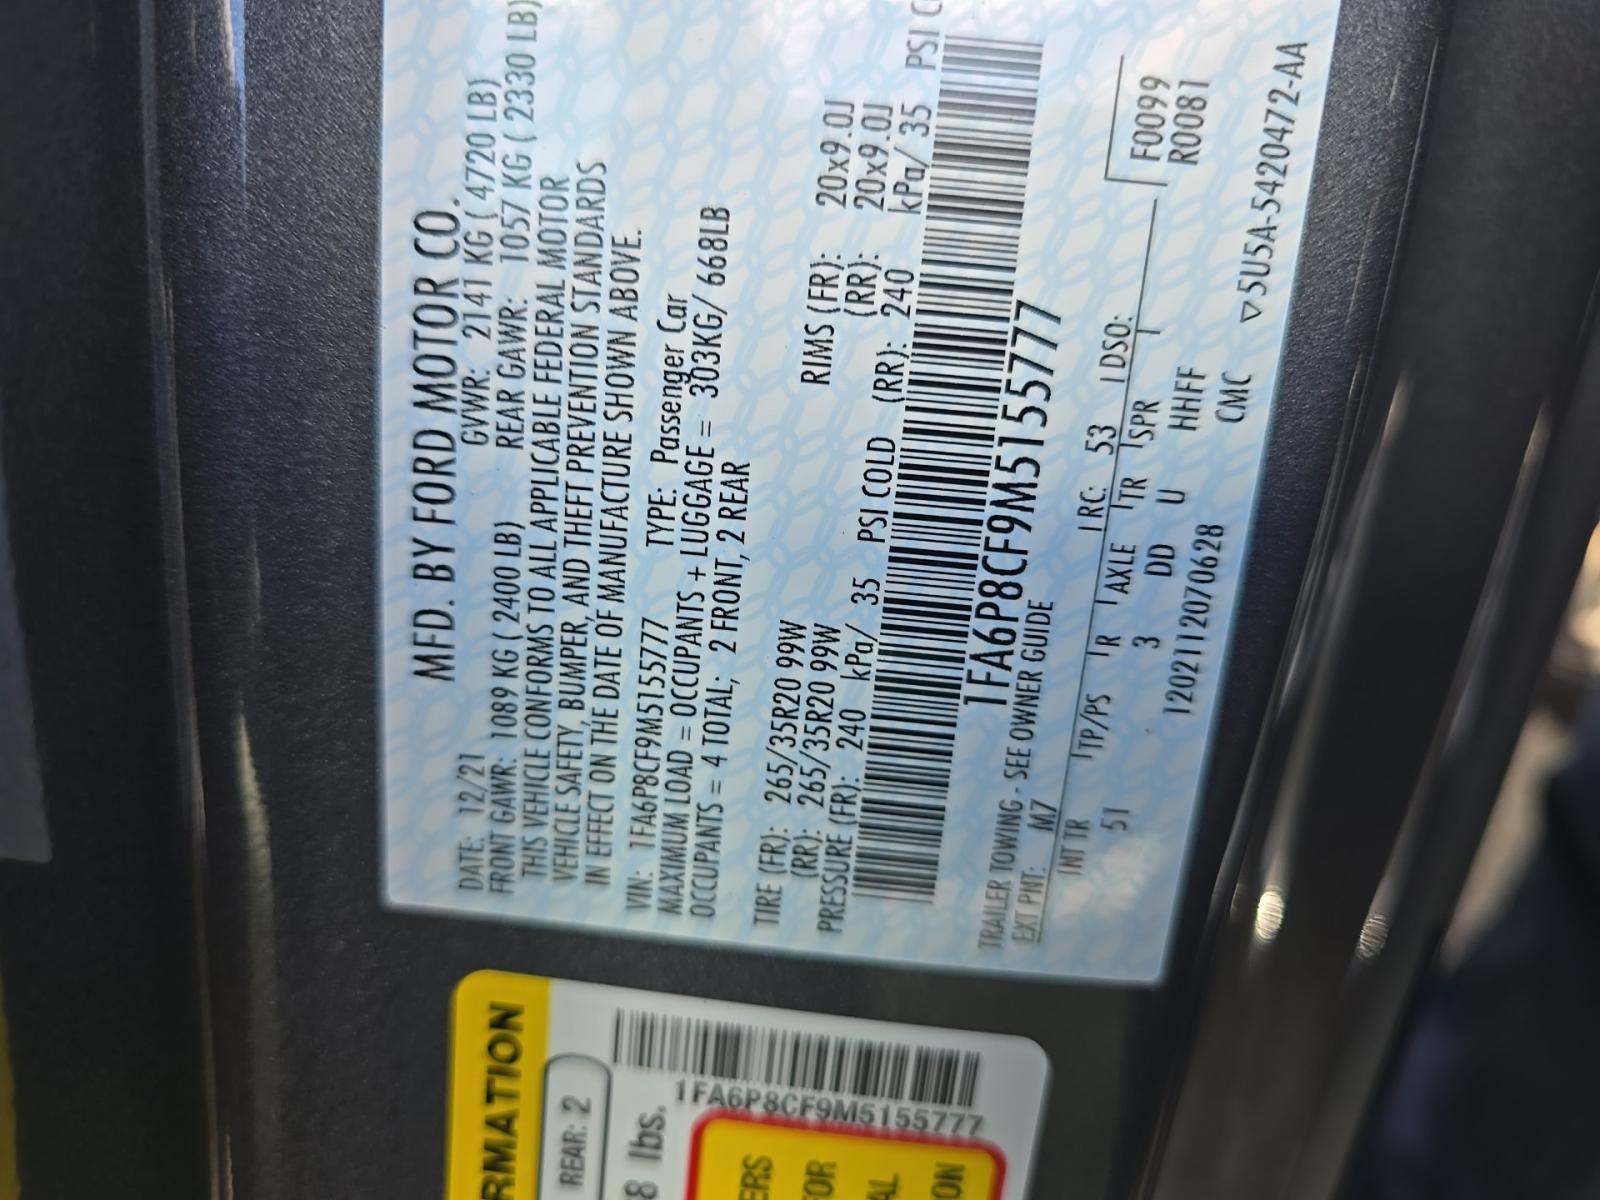 MFD. BY FORD MOTOR CO.
DATE: 12/21 GVWR: 2141 KG ( 4720 LB)
FRONT GAWR: 1089 KG ( 2400 LB) REAR GAWR: 1057 KG ( 2330 LB)
THIS VEHICLE CONFORMS TO ALL APPLICABLE FEDERAL MOTOR
VEHICLE SAFETY, BUMPER, AND THEFT PREVENTION STANDARDS
IN EFFECT ON THE DATE OF MANUFACTURE SHOWN ABOVE.
VIN: 1FA6P8CF9M5155777 TYPE: Passenger Car
MAXIMUM LOAD = OCCUPANTS + LUGGAGE = 303KG/ 668LB
OCCUPANTS = 4 TOTAL; 2 FRONT, 2 REAR
TIRE (FR): 265/35R20 99W RIMS (FR): 20x9.0J
(RR): 265/35R20 99W (RR): 20x9.0J
PRESSURE (FR): 240 kPa/ 35 PSI COLD (RR): 240 kPa/ 35 PSI C
1FA6P8CF9M5155777
TRAILER TOWING - SEE OWNER GUIDE
EXT PNT: M7 RC: 53 DSO:
INT TR TP/PS R AXLE TR SPR F0099
51 3 DD U HHFF R0081
1202112070628 CMC ▽5U5A-5420472-AA
RMATION
REAR: 2
8 lbs.
1FA6P8CF9M5155777
ERS
FOR
AL
ON